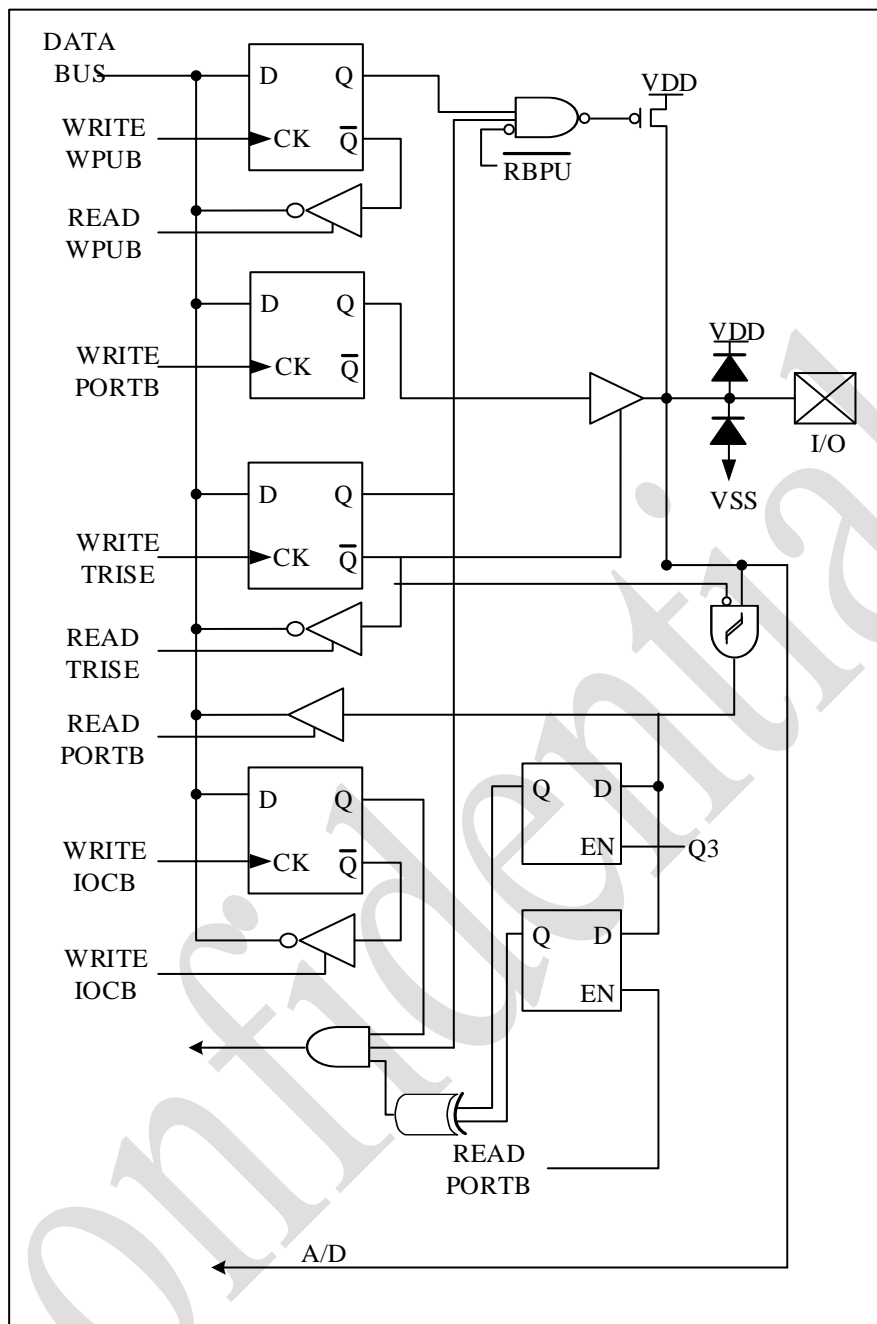 DATA
BUS
D
Q
VDD
WRITE
WPUB
CK
Q
RBPU
READ
WPUB
D
Q
VDD
WRITE
PORTB
CK
Q
I/O
VSS
D
Q
WRITE
TRISE
CK
Q
READ
TRISE
READ
PORTB
D
Q
Q
D
WRITE
IOCB
CK
Q
EN
Q3
Q
D
WRITE
IOCB
EN
READ
PORTB
A/D
onfidential